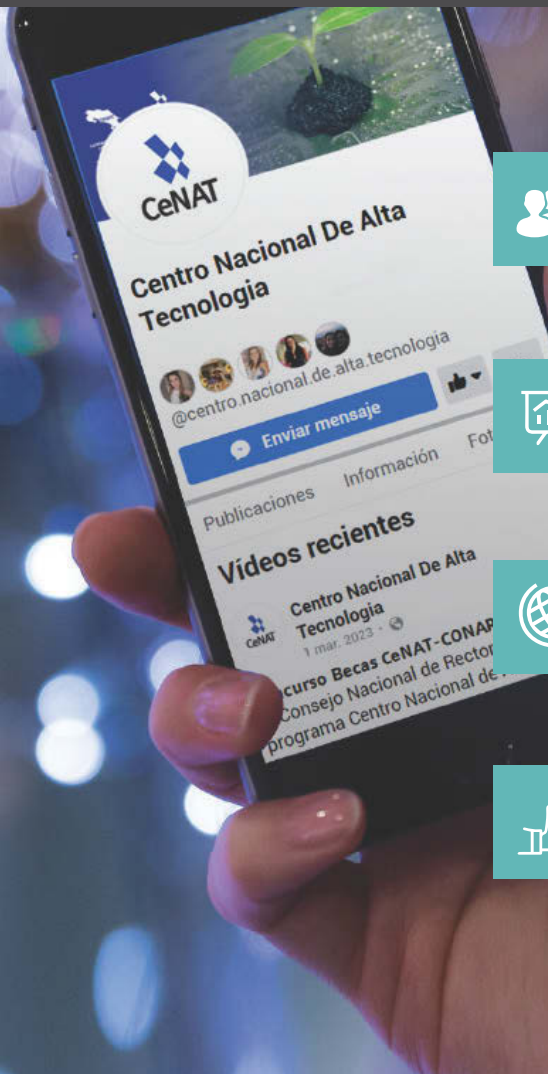 CeNAT
Centro Nacional De Alta
Tecnologia
@centro.nacional.de.alta.tecnologia
Enviar mensaje
Publicaciones Información
Vídeos recientes
CeNAT
Centro Nacional De Alta
Tecnologia
1 mar. 2023
Becas CeNAT-CONAR
Consejo Nacional de Rector
programa Centro Nacional de